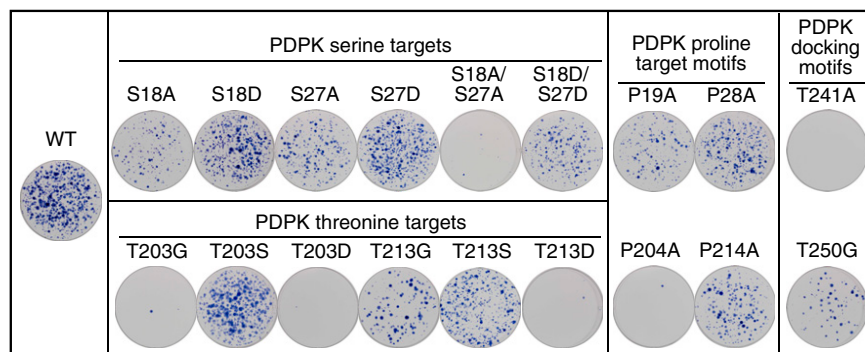 WT
PDPK serine targets
S18A S18D S27A S27D S18A/ S18D/
S27A S27D
PDPK threonine targets
T203G T203S T203D T213G T213S T213D
PDPK proline
target motifs
P19A P28A
P204A P214A
PDPK
docking
motifs
T241A
T250G